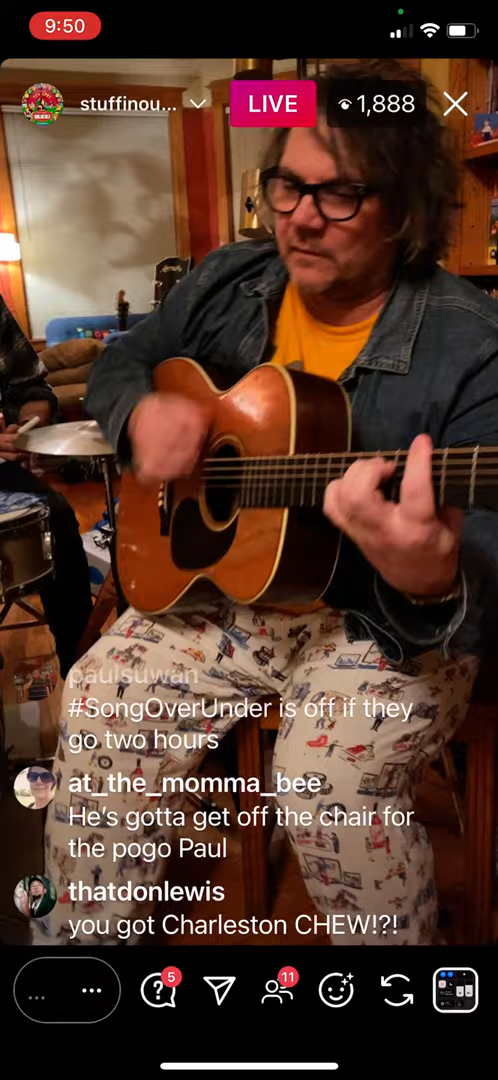 9:50
stuffinou...
LIVE
1,888
paulsuwan
#SongOverUnder is off if they
go two hours
at_the_momma_bee
He's gotta get off the chair for
the pogo Paul
thatdonlewis
you got Charleston CHEW!?!
5
11